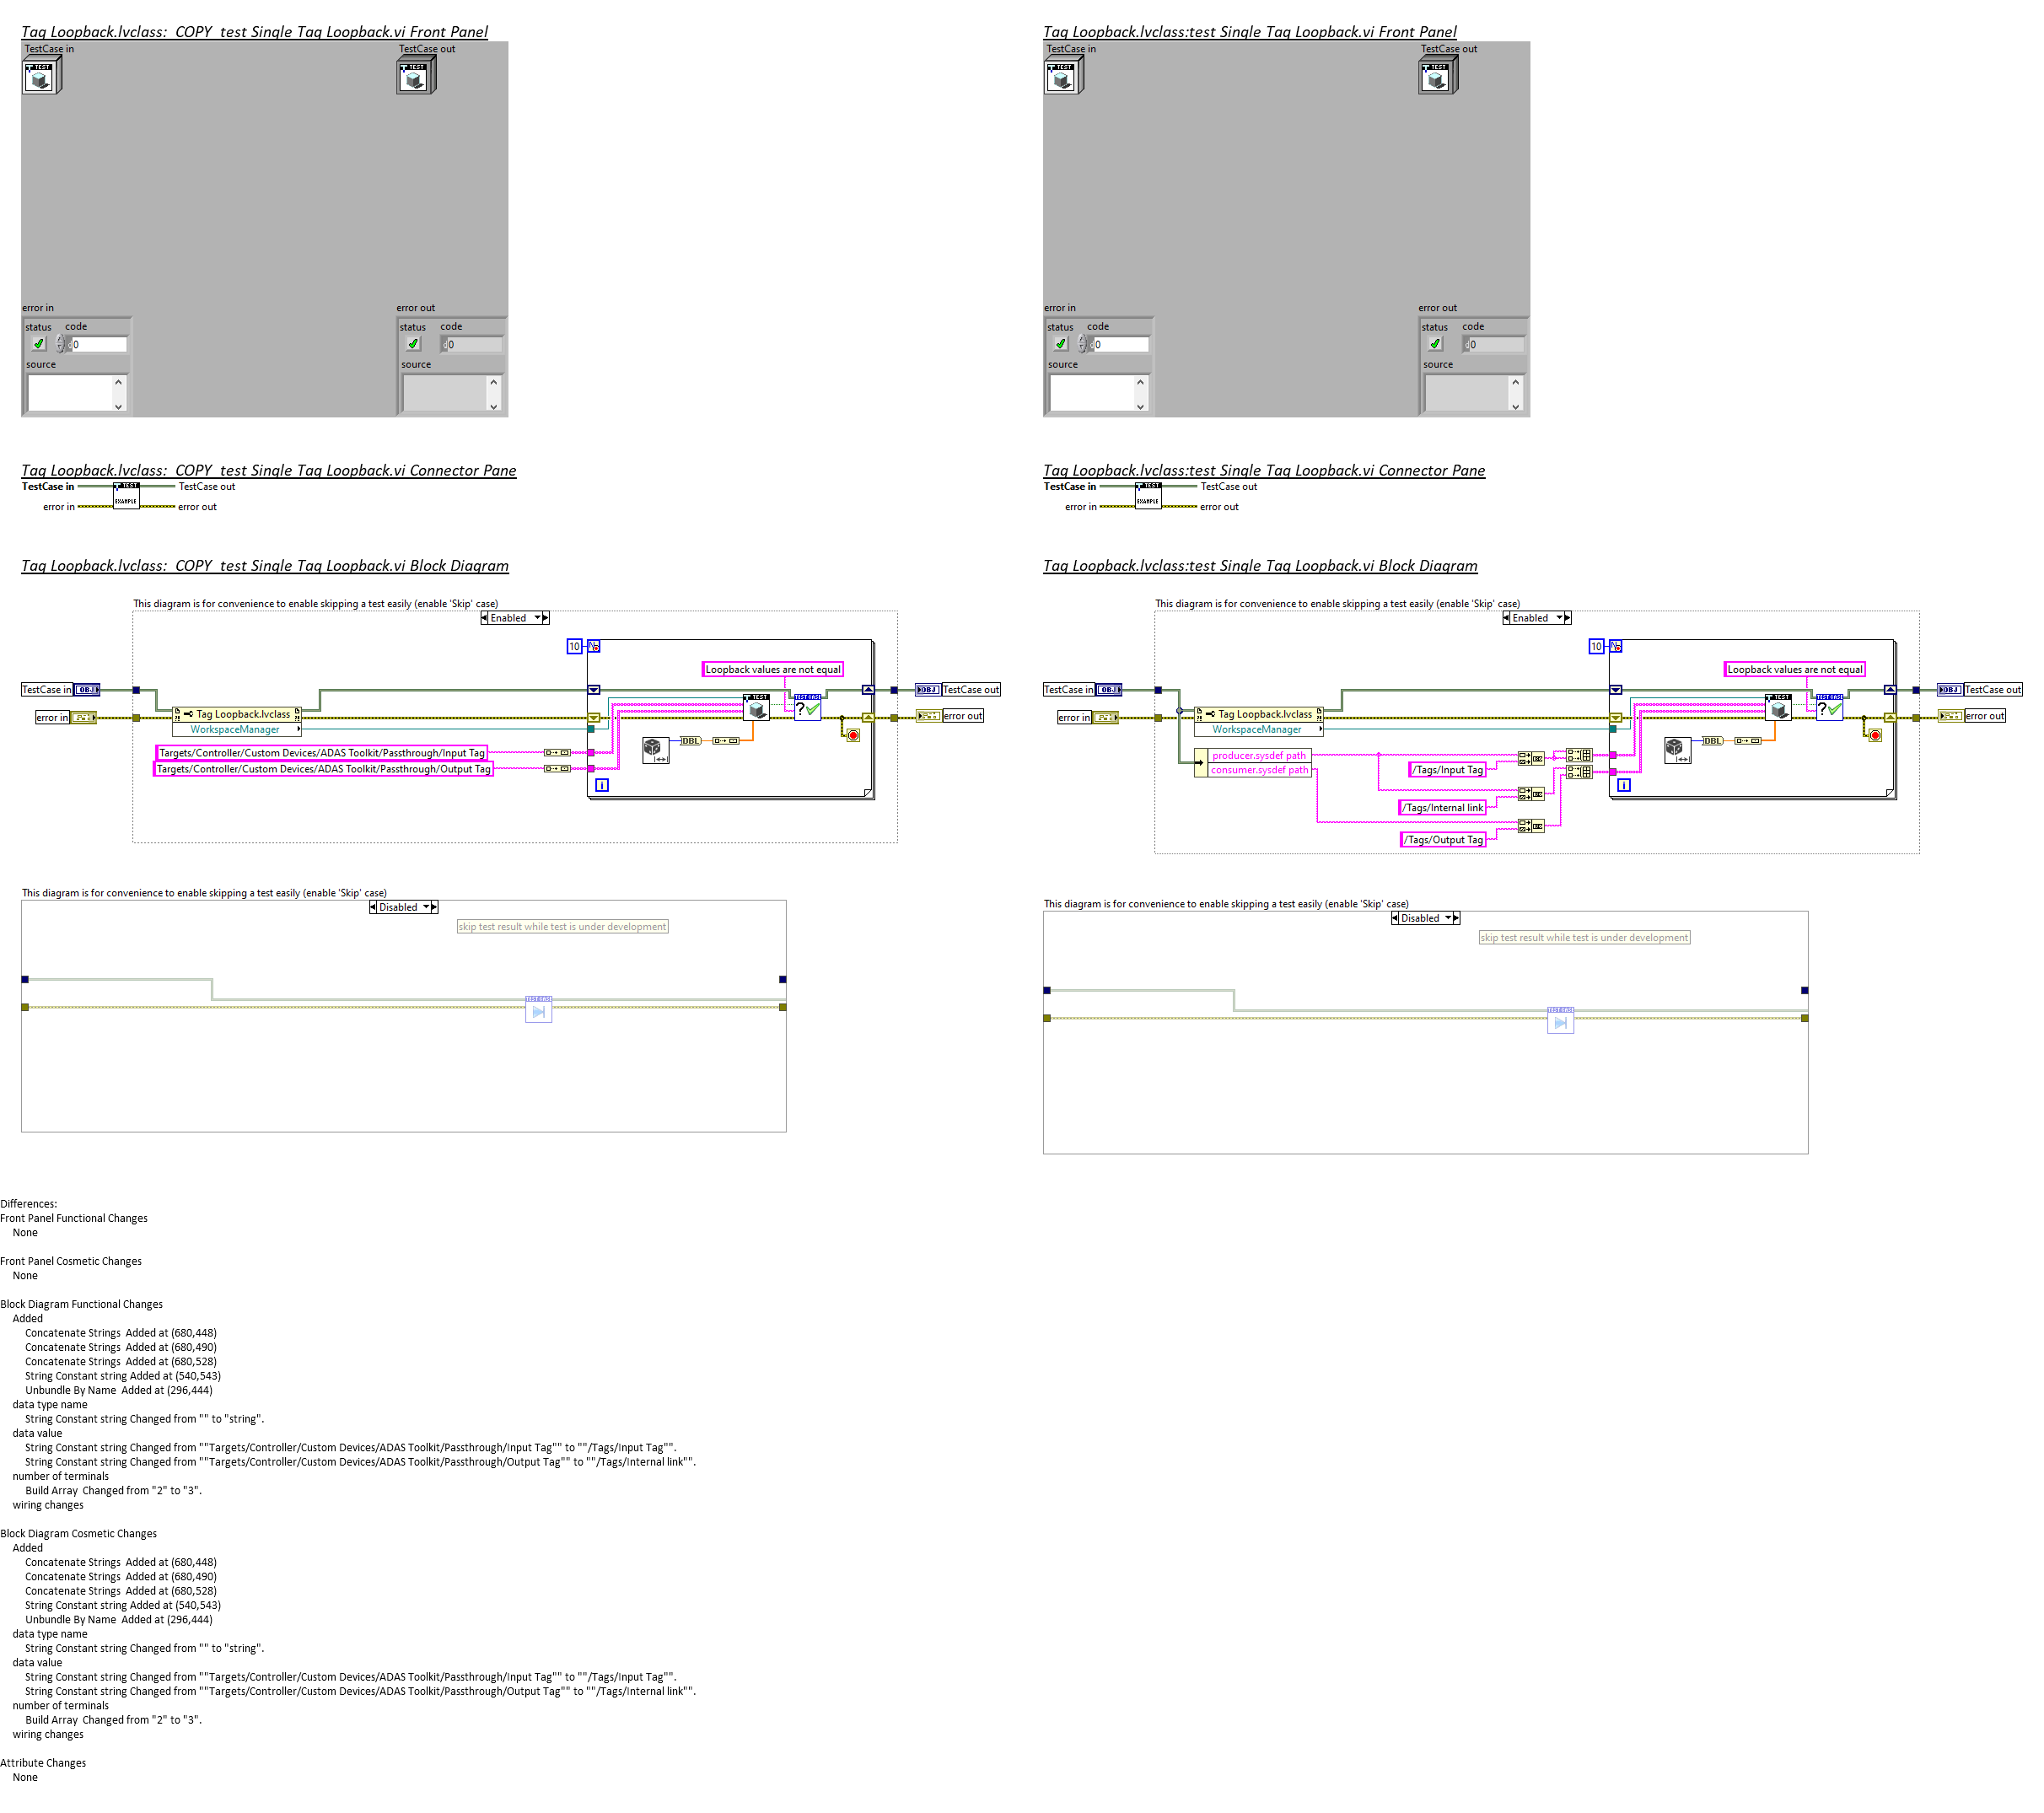 Tag Loopback.lvclass:_COPY_test Single Tag Loopback.vi Front Panel
TestCase in
TestCase out
TEST
TEST
error in
error out
status code
status code
0
0
source
source
Tag Loopback.lvclass:_COPY_test Single Tag Loopback.vi Connector Pane
TestCase in
TEST
EXAMPLE
TestCase out
error in
error out
Tag Loopback.lvclass:_COPY_test Single Tag Loopback.vi Block Diagram
This diagram is for convenience to enable skipping a test easily (enable 'Skip' case)
Enabled
10
N
Loopback values are not equal
TestCase in
OBJ
OBJ
TestCase out
TEST
error in
Tag Loopback.lvclass
error out
WorkspaceManager
DBL
Targets/Controller/Custom Devices/ADAS Toolkit/Passthrough/Input Tag
Targets/Controller/Custom Devices/ADAS Toolkit/Passthrough/Output Tag
i
This diagram is for convenience to enable skipping a test easily (enable 'Skip' case)
Disabled
skip test result while test is under development
Tag Loopback.lvclass:test Single Tag Loopback.vi Front Panel
TestCase in
TestCase out
TEST
TEST
error in
error out
status code
status code
0
0
source
source
Tag Loopback.lvclass:test Single Tag Loopback.vi Connector Pane
TestCase in
TEST
EXAMPLE
TestCase out
error in
error out
Tag Loopback.lvclass:test Single Tag Loopback.vi Block Diagram
This diagram is for convenience to enable skipping a test easily (enable 'Skip' case)
Enabled
10
N
Loopback values are not equal
TestCase in
OBJ
OBJ
TestCase out
TEST
error in
Tag Loopback.lvclass
error out
WorkspaceManager
DBL
producer.sysdef path
consumer.sysdef path
/Tags/Input Tag
i
/Tags/Internal link
/Tags/Output Tag
This diagram is for convenience to enable skipping a test easily (enable 'Skip' case)
Disabled
skip test result while test is under development
Differences:
Front Panel Functional Changes
None
Front Panel Cosmetic Changes
None
Block Diagram Functional Changes
Added
Concatenate Strings  Added at (680,448)
Concatenate Strings  Added at (680,490)
Concatenate Strings  Added at (680,528)
String Constant string Added at (540,543)
Unbundle By Name  Added at (296,444)
data type name
String Constant string Changed from "" to "string".
data value
String Constant string Changed from ""Targets/Controller/Custom Devices/ADAS Toolkit/Passthrough/Input Tag"" to ""/Tags/Input Tag"".
String Constant string Changed from ""Targets/Controller/Custom Devices/ADAS Toolkit/Passthrough/Output Tag"" to ""/Tags/Internal link"".
number of terminals
Build Array  Changed from "2" to "3".
wiring changes
Block Diagram Cosmetic Changes
Added
Concatenate Strings  Added at (680,448)
Concatenate Strings  Added at (680,490)
Concatenate Strings  Added at (680,528)
String Constant string Added at (540,543)
Unbundle By Name  Added at (296,444)
data type name
String Constant string Changed from "" to "string".
data value
String Constant string Changed from ""Targets/Controller/Custom Devices/ADAS Toolkit/Passthrough/Input Tag"" to ""/Tags/Input Tag"".
String Constant string Changed from ""Targets/Controller/Custom Devices/ADAS Toolkit/Passthrough/Output Tag"" to ""/Tags/Internal link"".
number of terminals
Build Array  Changed from "2" to "3".
wiring changes
Attribute Changes
None